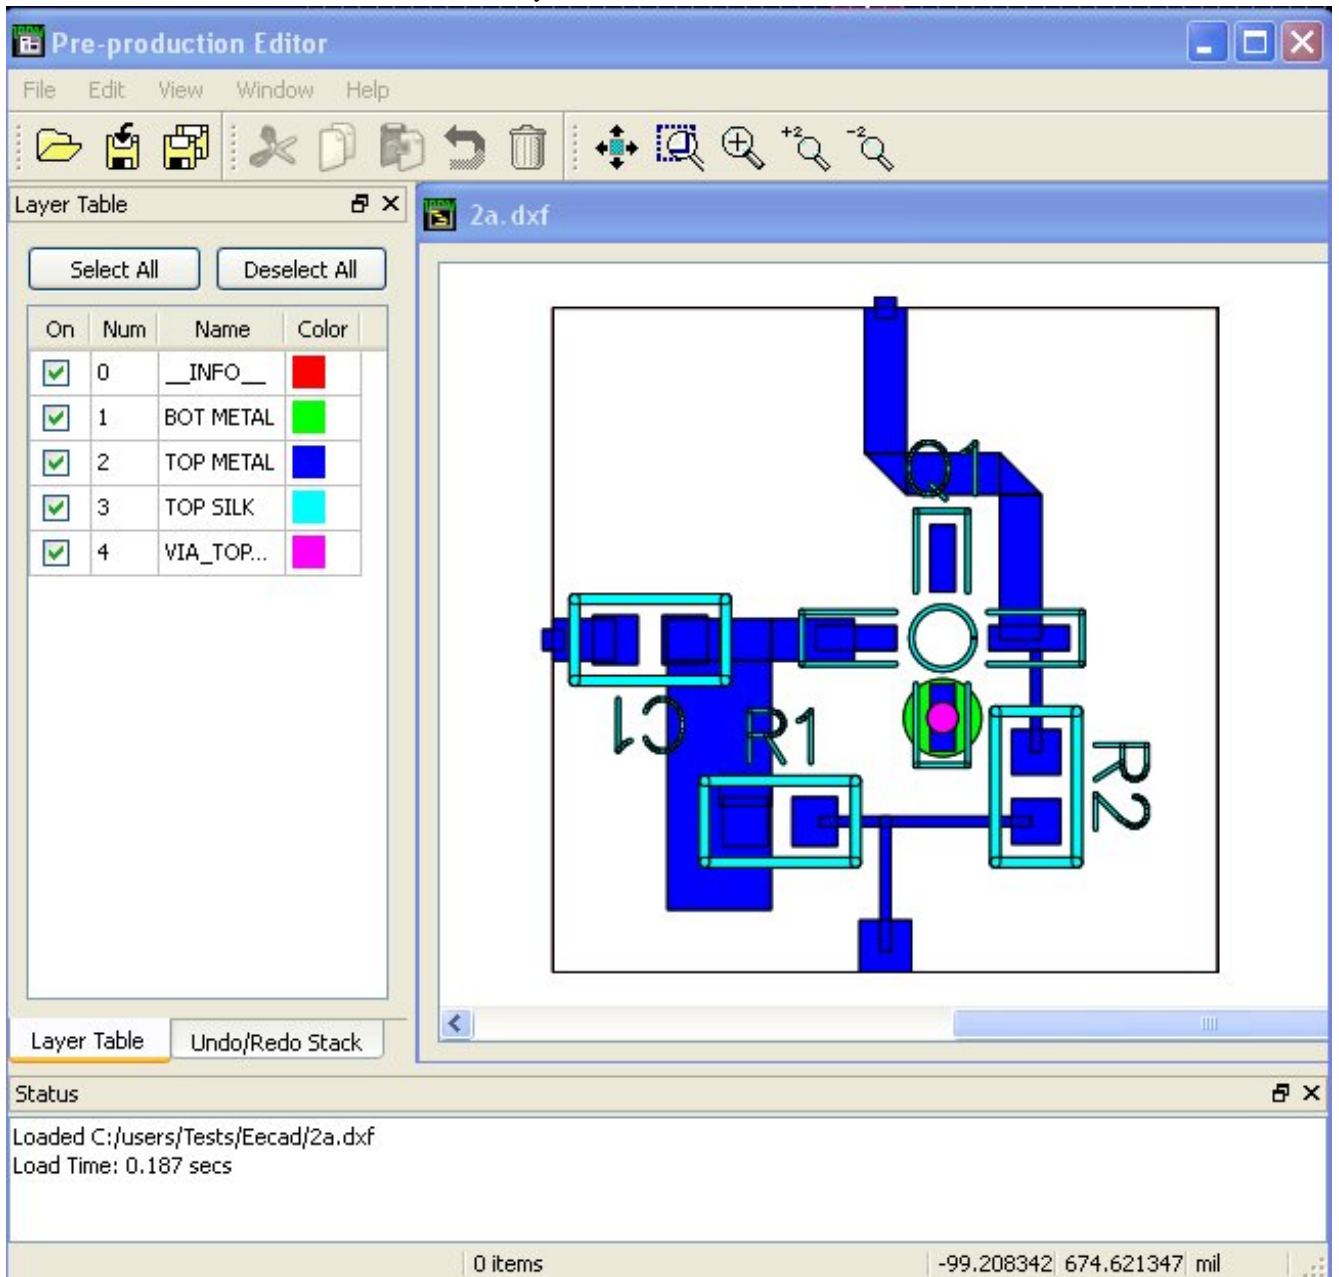 Pre-production Editor
File Edit View Window Help
+2 -2
Layer Table
2a.dxf
Select All Deselect All
On Num Name Color
0 __INFO__
1 BOT METAL
2 TOP METAL
3 TOP SILK
4 VIA_TOP...
Q1
C1
R1
R2
Layer Table Undo/Redo Stack
Status
Loaded C:/users/Tests/Eecad/2a.dxf
Load Time: 0.187 secs
0 items -99.208342 674.621347 mil